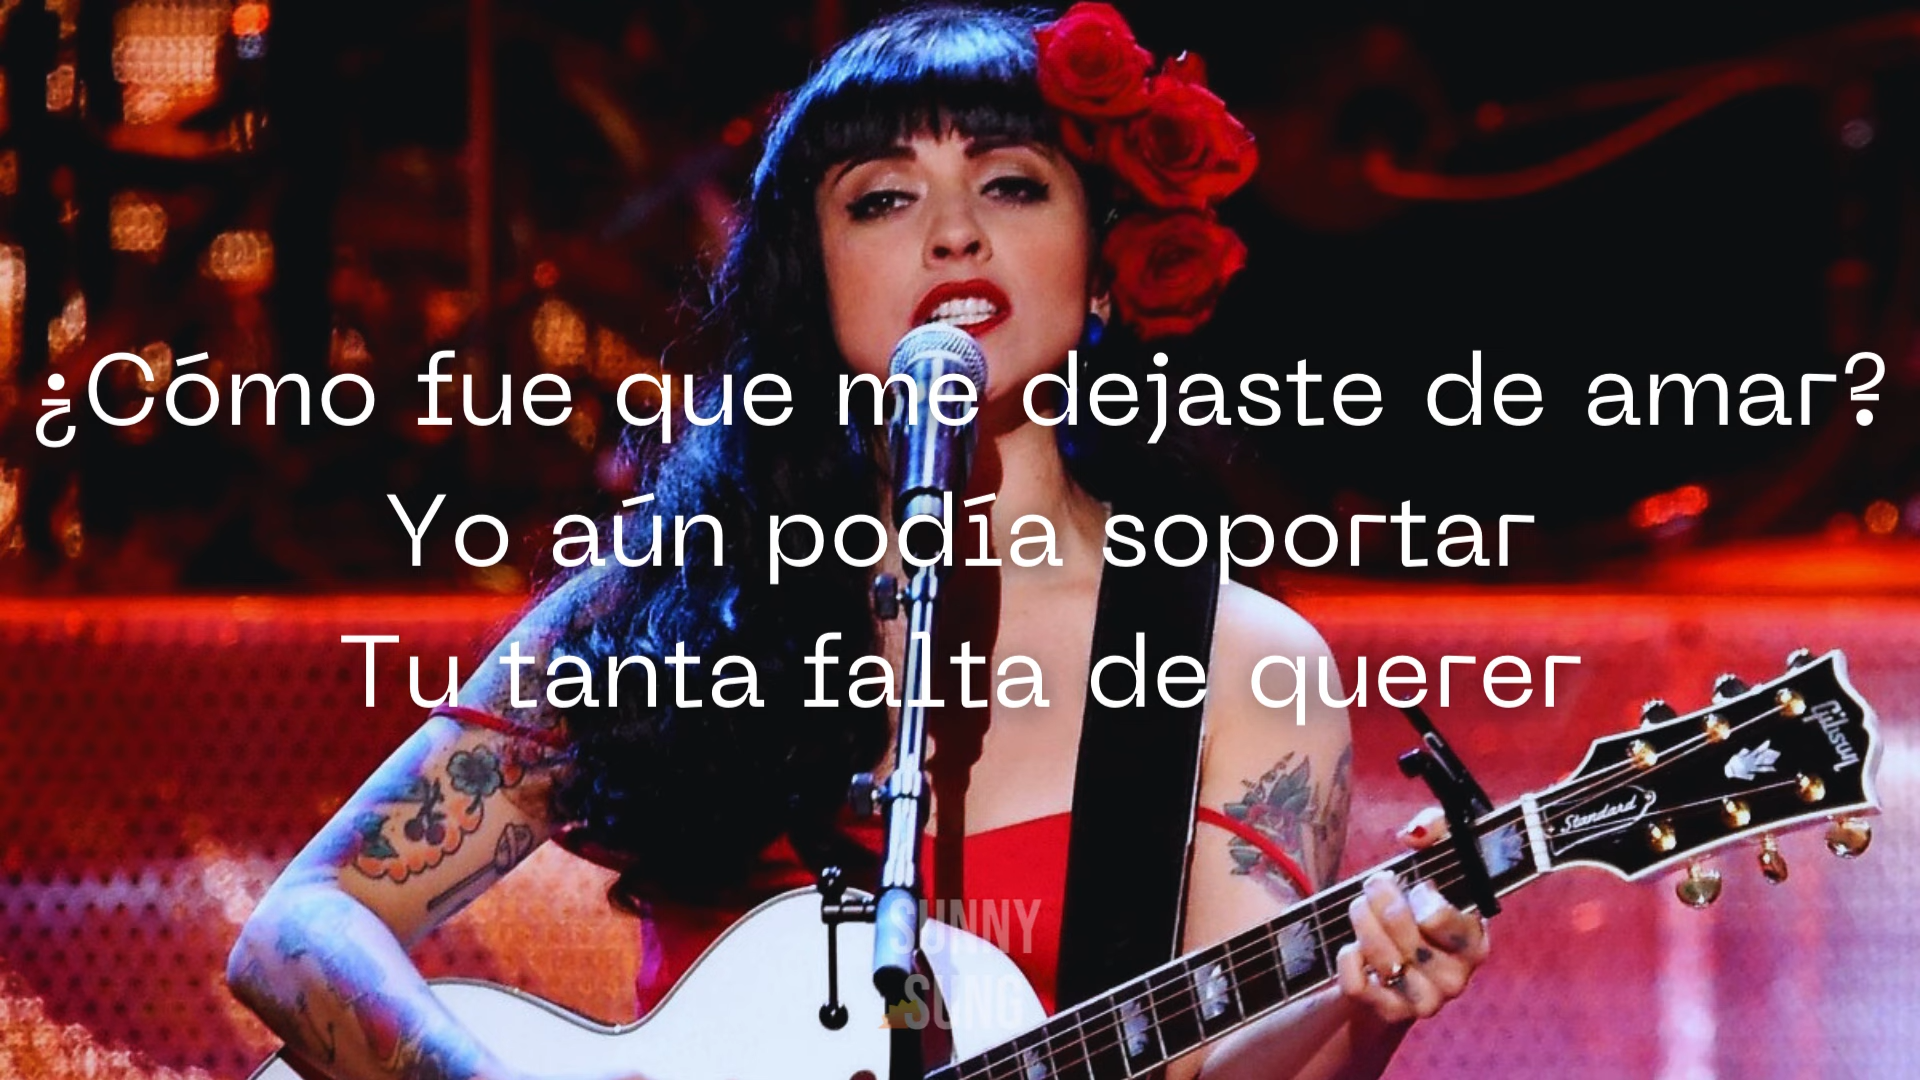 ¿Cómo fue que me dejaste de amar?
Yo aún podía soportar
Tu tanta falta de querer
Gibson
Standard
SUNNY
SUNG